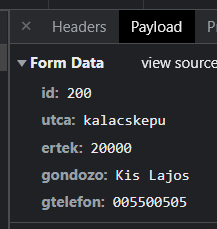 × Headers Payload
▼ Form Data view source
id: 200
utca: kalacskepu
ertek: 20000
gondozo: Kis Lajos
gtelefon: 005500505